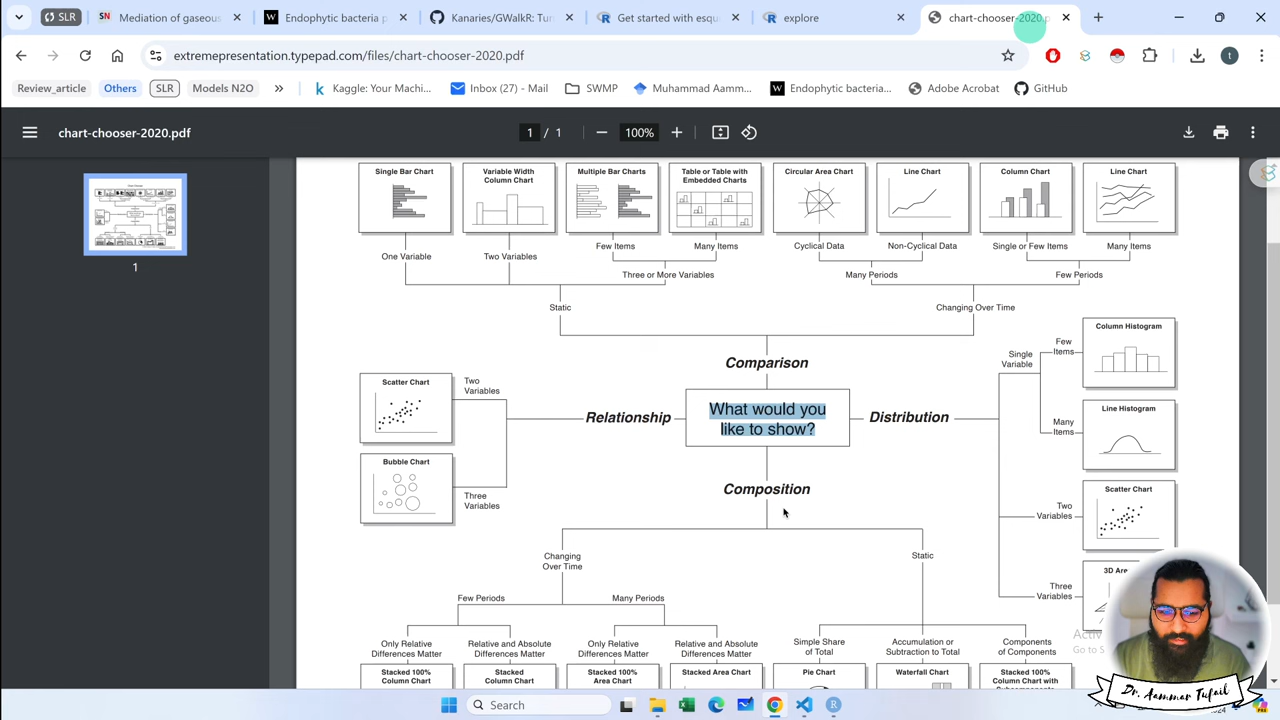 SLR
Mediation of gaseous
Endophytic bacteria p
Kanaries/GWalkR: Tur
Get started with esqu
explore
chart-chooser-2020.p
extremepresentation.typepad.com/files/chart-chooser-2020.pdf
Review_article
Others
SLR
Models N2O
Kaggle: Your Machi...
Inbox (27) - Mail
SWMP
Muhammad Aamm...
Endophytic bacteria...
Adobe Acrobat
GitHub
chart-chooser-2020.pdf
1 / 1
100%
1
Single Bar Chart
Variable Width
Column Chart
Multiple Bar Charts
Table or Table with
Embedded Charts
Circular Area Chart
Line Chart
Column Chart
Line Chart
Few Items
Many Items
Cyclical Data
Non-Cyclical Data
Single or Few Items
Many Items
One Variable
Two Variables
Three or More Variables
Many Periods
Few Periods
Static
Changing Over Time
Comparison
What would you
like to show?
Relationship
Distribution
Composition
Scatter Chart
Two
Variables
Bubble Chart
Three
Variables
Single
Variable
Few
Items
Column Histogram
Many
Items
Line Histogram
Two
Variables
Scatter Chart
Three
Variables
3D Are
Changing
Over Time
Static
Few Periods
Many Periods
Only Relative
Differences Matter
Relative and Absolute
Differences Matter
Only Relative
Differences Matter
Relative and Absolute
Differences Matter
Simple Share
of Total
Accumulation or
Subtraction to Total
Components
of Components
Stacked 100%
Column Chart
Stacked
Column Chart
Stacked 100%
Area Chart
Stacked Area Chart
Pie Chart
Waterfall Chart
Stacked 100%
Column Chart with
Activ
Go to S
Search
Dr. Aammar Tufail